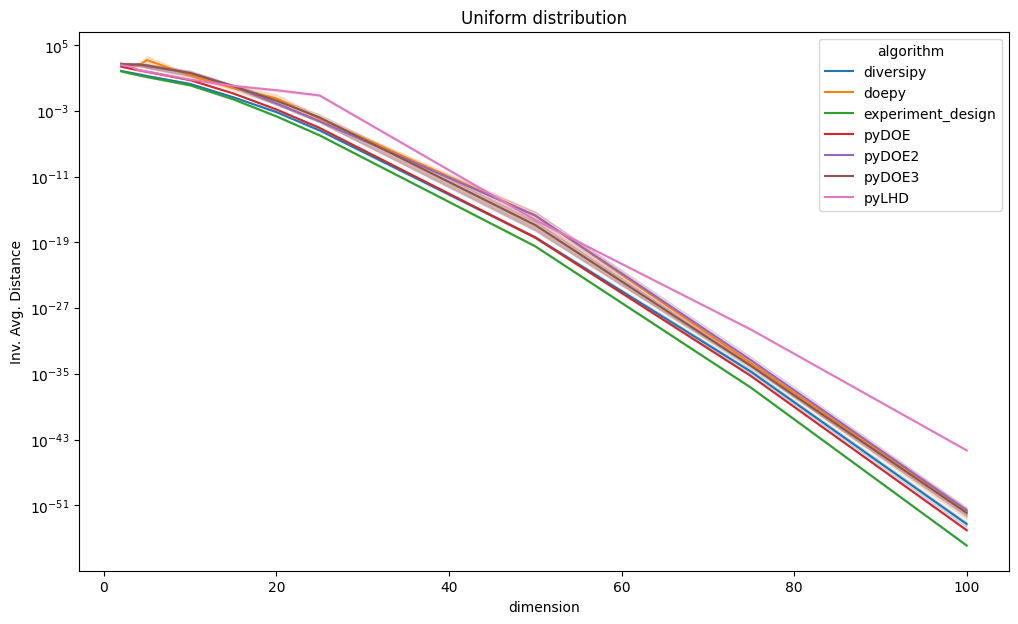 Uniform distribution
Inv. Avg. Distance
10^5
10^-3
10^-11
10^-19
10^-27
10^-35
10^-43
10^-51
algorithm
diversipy
doepy
experiment_design
pyDOE
pyDOE2
pyDOE3
pyLHD
0 20 40 60 80 100
dimension